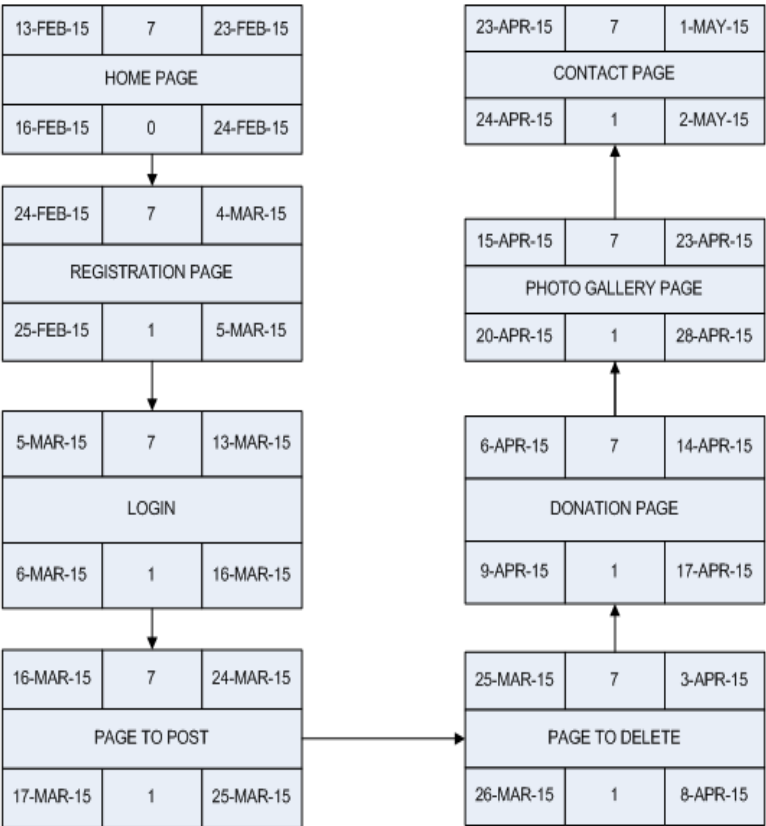 13-FEB-15 7 23-FEB-15
HOME PAGE
16-FEB-15 0 24-FEB-15
24-FEB-15 7 4-MAR-15
REGISTRATION PAGE
25-FEB-15 1 5-MAR-15
5-MAR-15 7 13-MAR-15
LOGIN
6-MAR-15 1 16-MAR-15
16-MAR-15 7 24-MAR-15
PAGE TO POST
17-MAR-15 1 25-MAR-15
25-MAR-15 7 3-APR-15
PAGE TO DELETE
26-MAR-15 1 8-APR-15
6-APR-15 7 14-APR-15
DONATION PAGE
9-APR-15 1 17-APR-15
15-APR-15 7 23-APR-15
PHOTO GALLERY PAGE
20-APR-15 1 28-APR-15
23-APR-15 7 1-MAY-15
CONTACT PAGE
24-APR-15 1 2-MAY-15